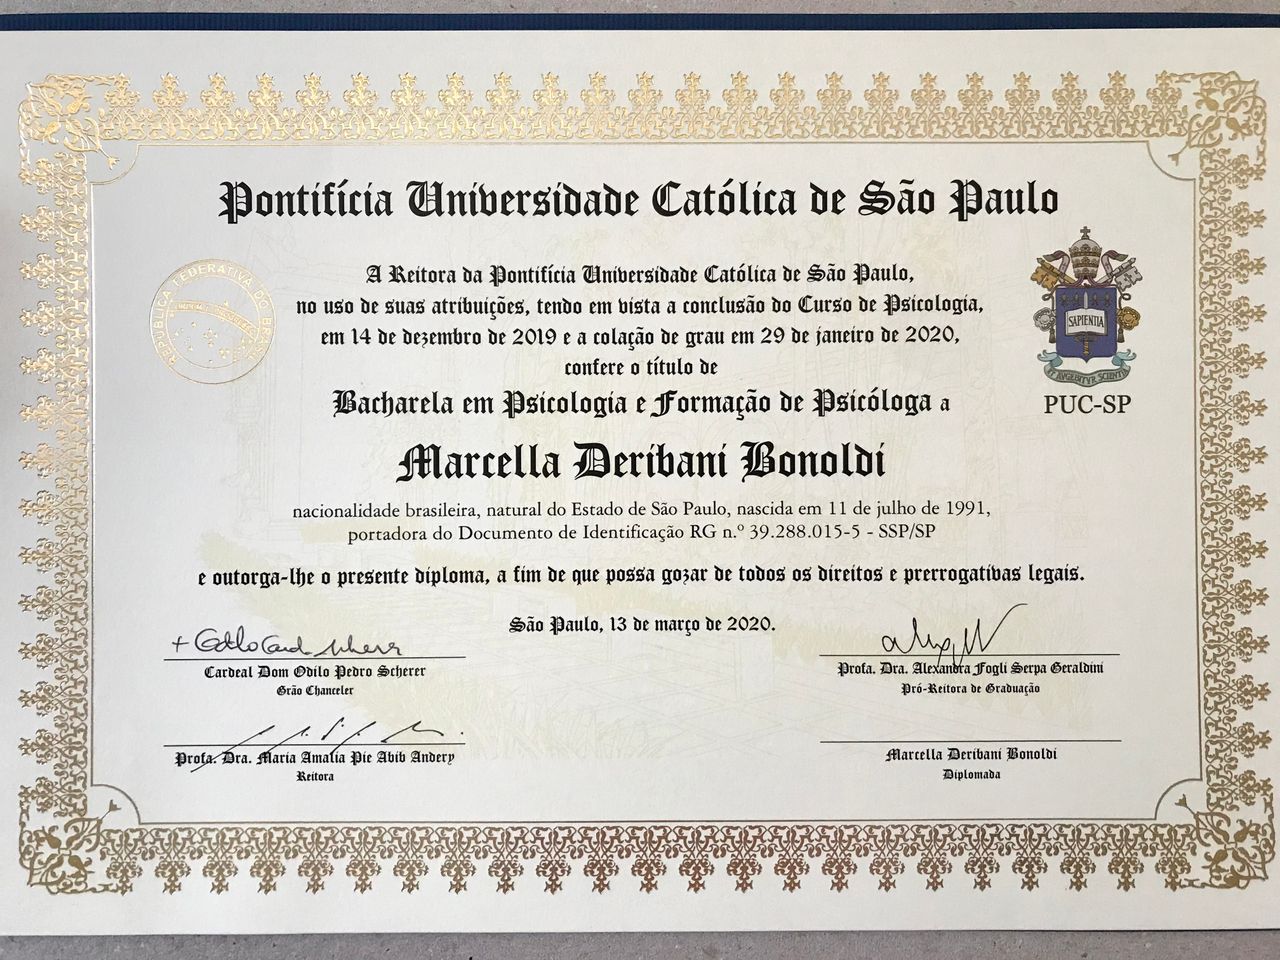 Pontifícia Universidade Católica de São Paulo
A Reitora da Pontifícia Universidade Católica de São Paulo,
no uso de suas atribuições, tendo em vista a conclusão do Curso de Psicologia,
em 14 de dezembro de 2019 e a colação de grau em 29 de janeiro de 2020,
confere o título de
Bacharela em Psicologia e Formação de Psicóloga a
Marcella Deribani Bonoldi
nacionalidade brasileira, natural do Estado de São Paulo, nascida em 11 de julho de 1991,
portadora do Documento de Identificação RG n.º 39.288.015-5 - SSP/SP
e outorga-lhe o presente diploma, a fim de que possa gozar de todos os direitos e prerrogativas legais.
São Paulo, 13 de março de 2020.
REPÚBLICA FEDERATIVA DO BRASIL
SAPIENTIA
ET AUGEBITUR SCIENTIA
PUC-SP
Cardeal Dom Odilo Pedro Scherer
Grão Chanceler
Profa. Dra. Alexandra Fogli Serpa Geraldini
Pró-Reitora de Graduação
Profa. Dra. Maria Amalia Pie Abib Andery
Reitora
Marcella Deribani Bonoldi
Diplomada